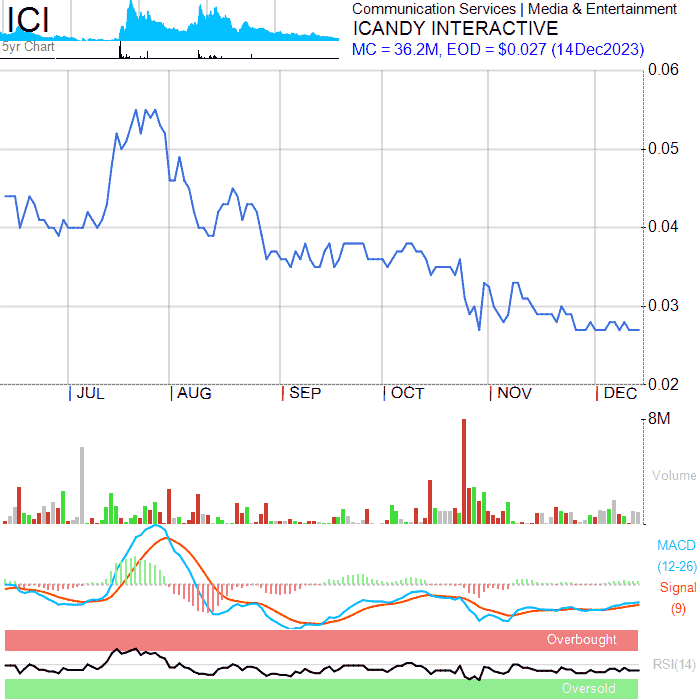 ICI
5yr Chart
Communication Services | Media & Entertainment
ICANDY INTERACTIVE
MC = 36.2M, EOD = $0.027 (14Dec2023)
0.06
0.05
0.04
0.03
0.02
JUL AUG SEP OCT NOV DEC
8M
Volume
MACD
(12-26)
Signal
(9)
Overbought
RSI(14)
Oversold